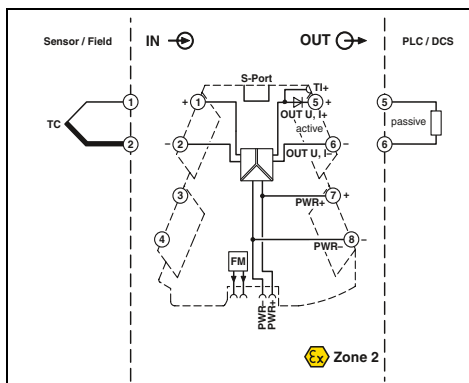 Sensor / Field IN OUT PLC / DCS
S-Port
TI+
1 + 1 5 + 5
OUT U, I+
TC active passive
2 – 2 OUT U, I– 6 – 6
3 7 +
PWR+
4 8 –
PWR–
FM
PWR– PWR+
Ex Zone 2